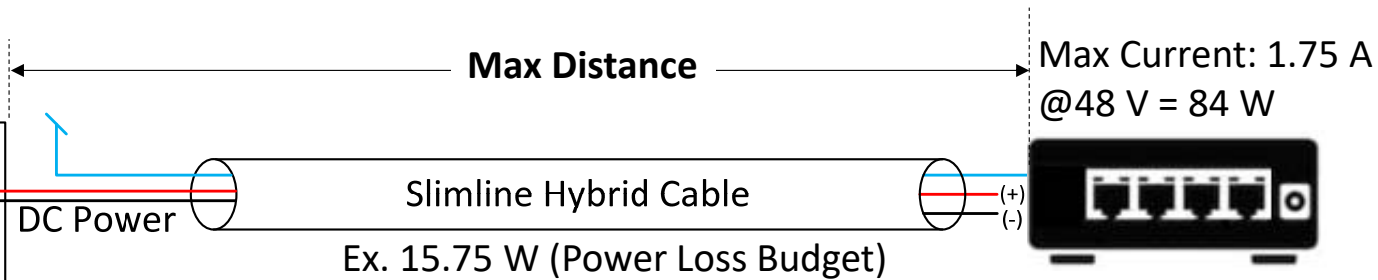 Max Distance
Max Current: 1.75 A
@48 V = 84 W
Slimline Hybrid Cable
(+)
(-)
DC Power
Ex. 15.75 W (Power Loss Budget)